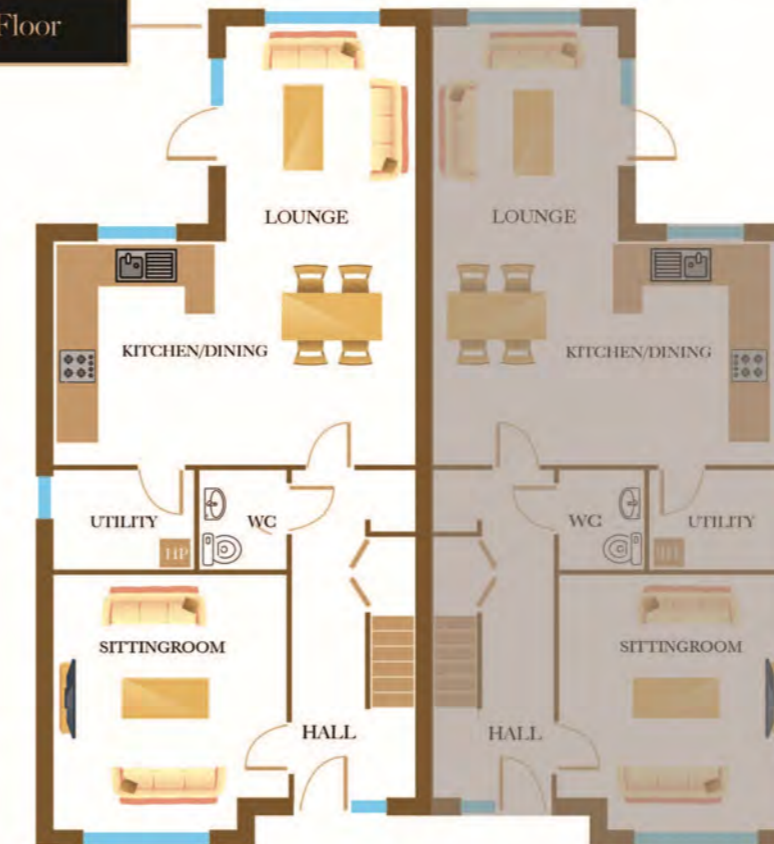 Floor
LOUNGE
LOUNGE
KITCHEN/DINING
KITCHEN/DINING
UTILITY
WC
WC
UTILITY
HP
SITTINGROOM
SITTINGROOM
HALL
HALL